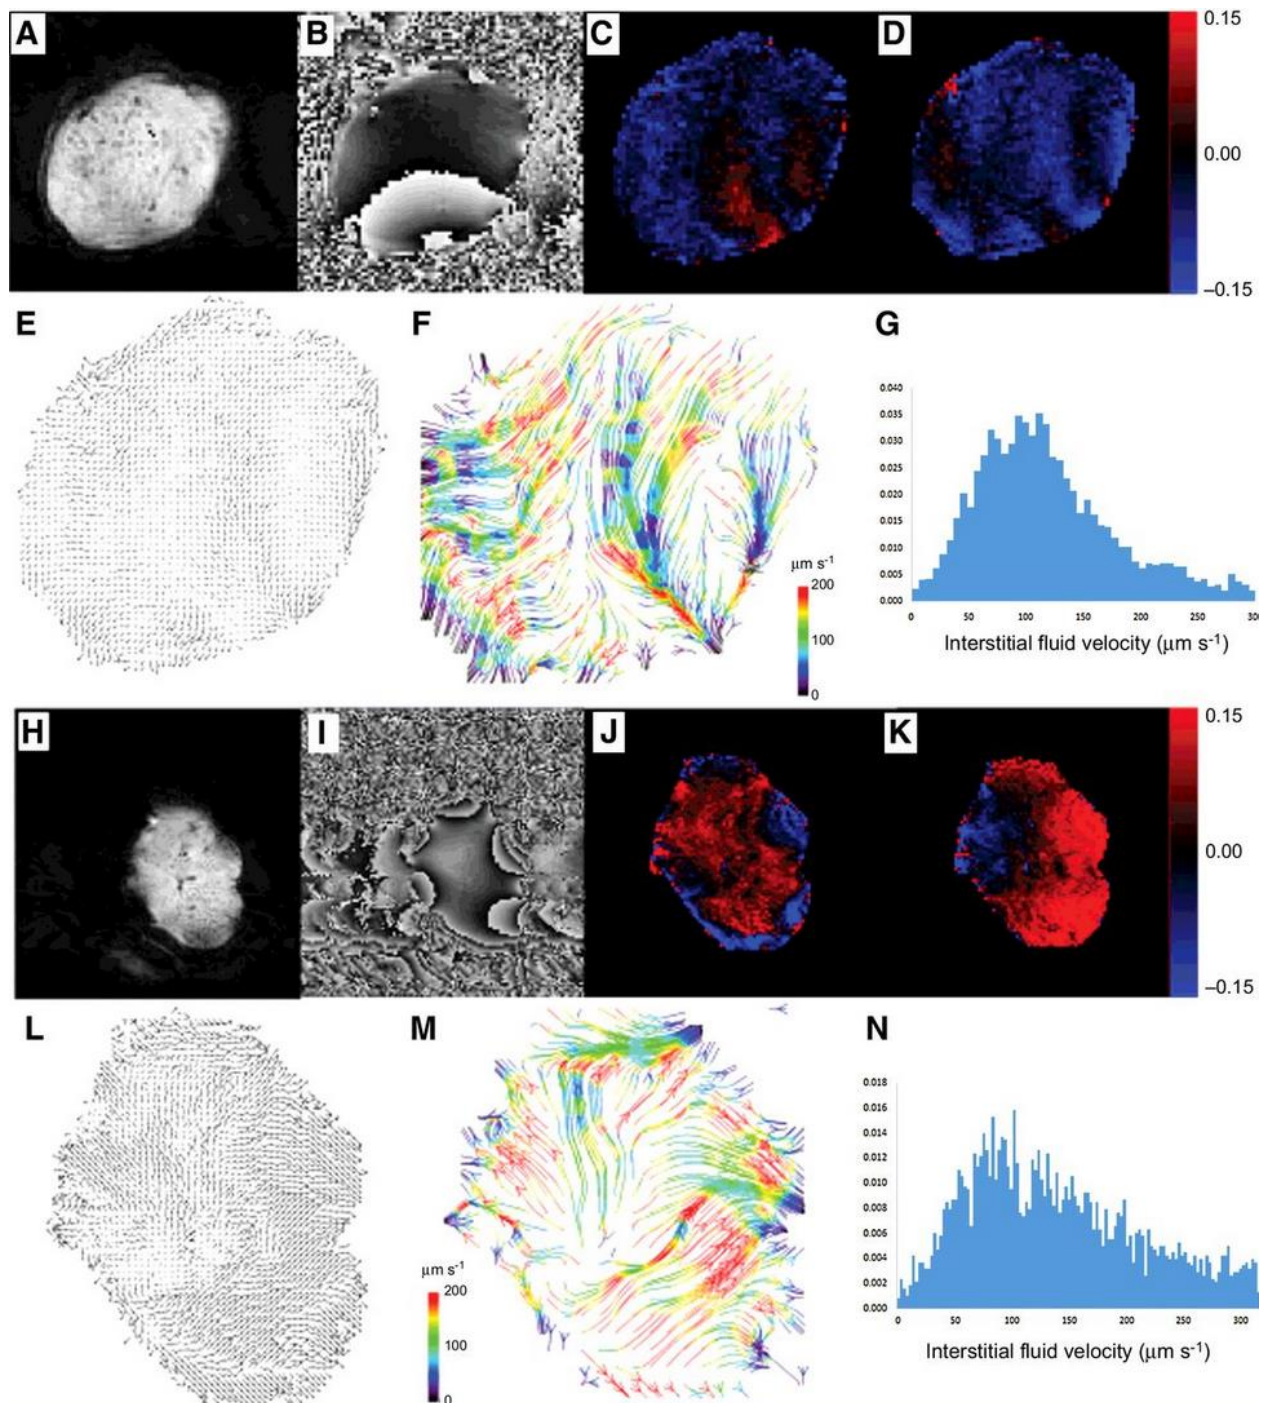 A
B
C
D
0.15
0.00
–0.15
E
F
G
μm s-1
200
100
0
0.040
0.035
0.030
0.025
0.020
0.015
0.010
0.005
0.000
0 50 100 150 200 250 30
Interstitial fluid velocity (μm s-1)
H
I
J
K
0.15
0.00
–0.15
L
M
N
μm s-1
200
100
0
0.018
0.016
0.014
0.012
0.010
0.008
0.006
0.004
0.002
0.000
0 50 100 150 200 250 300
Interstitial fluid velocity (μm s-1)